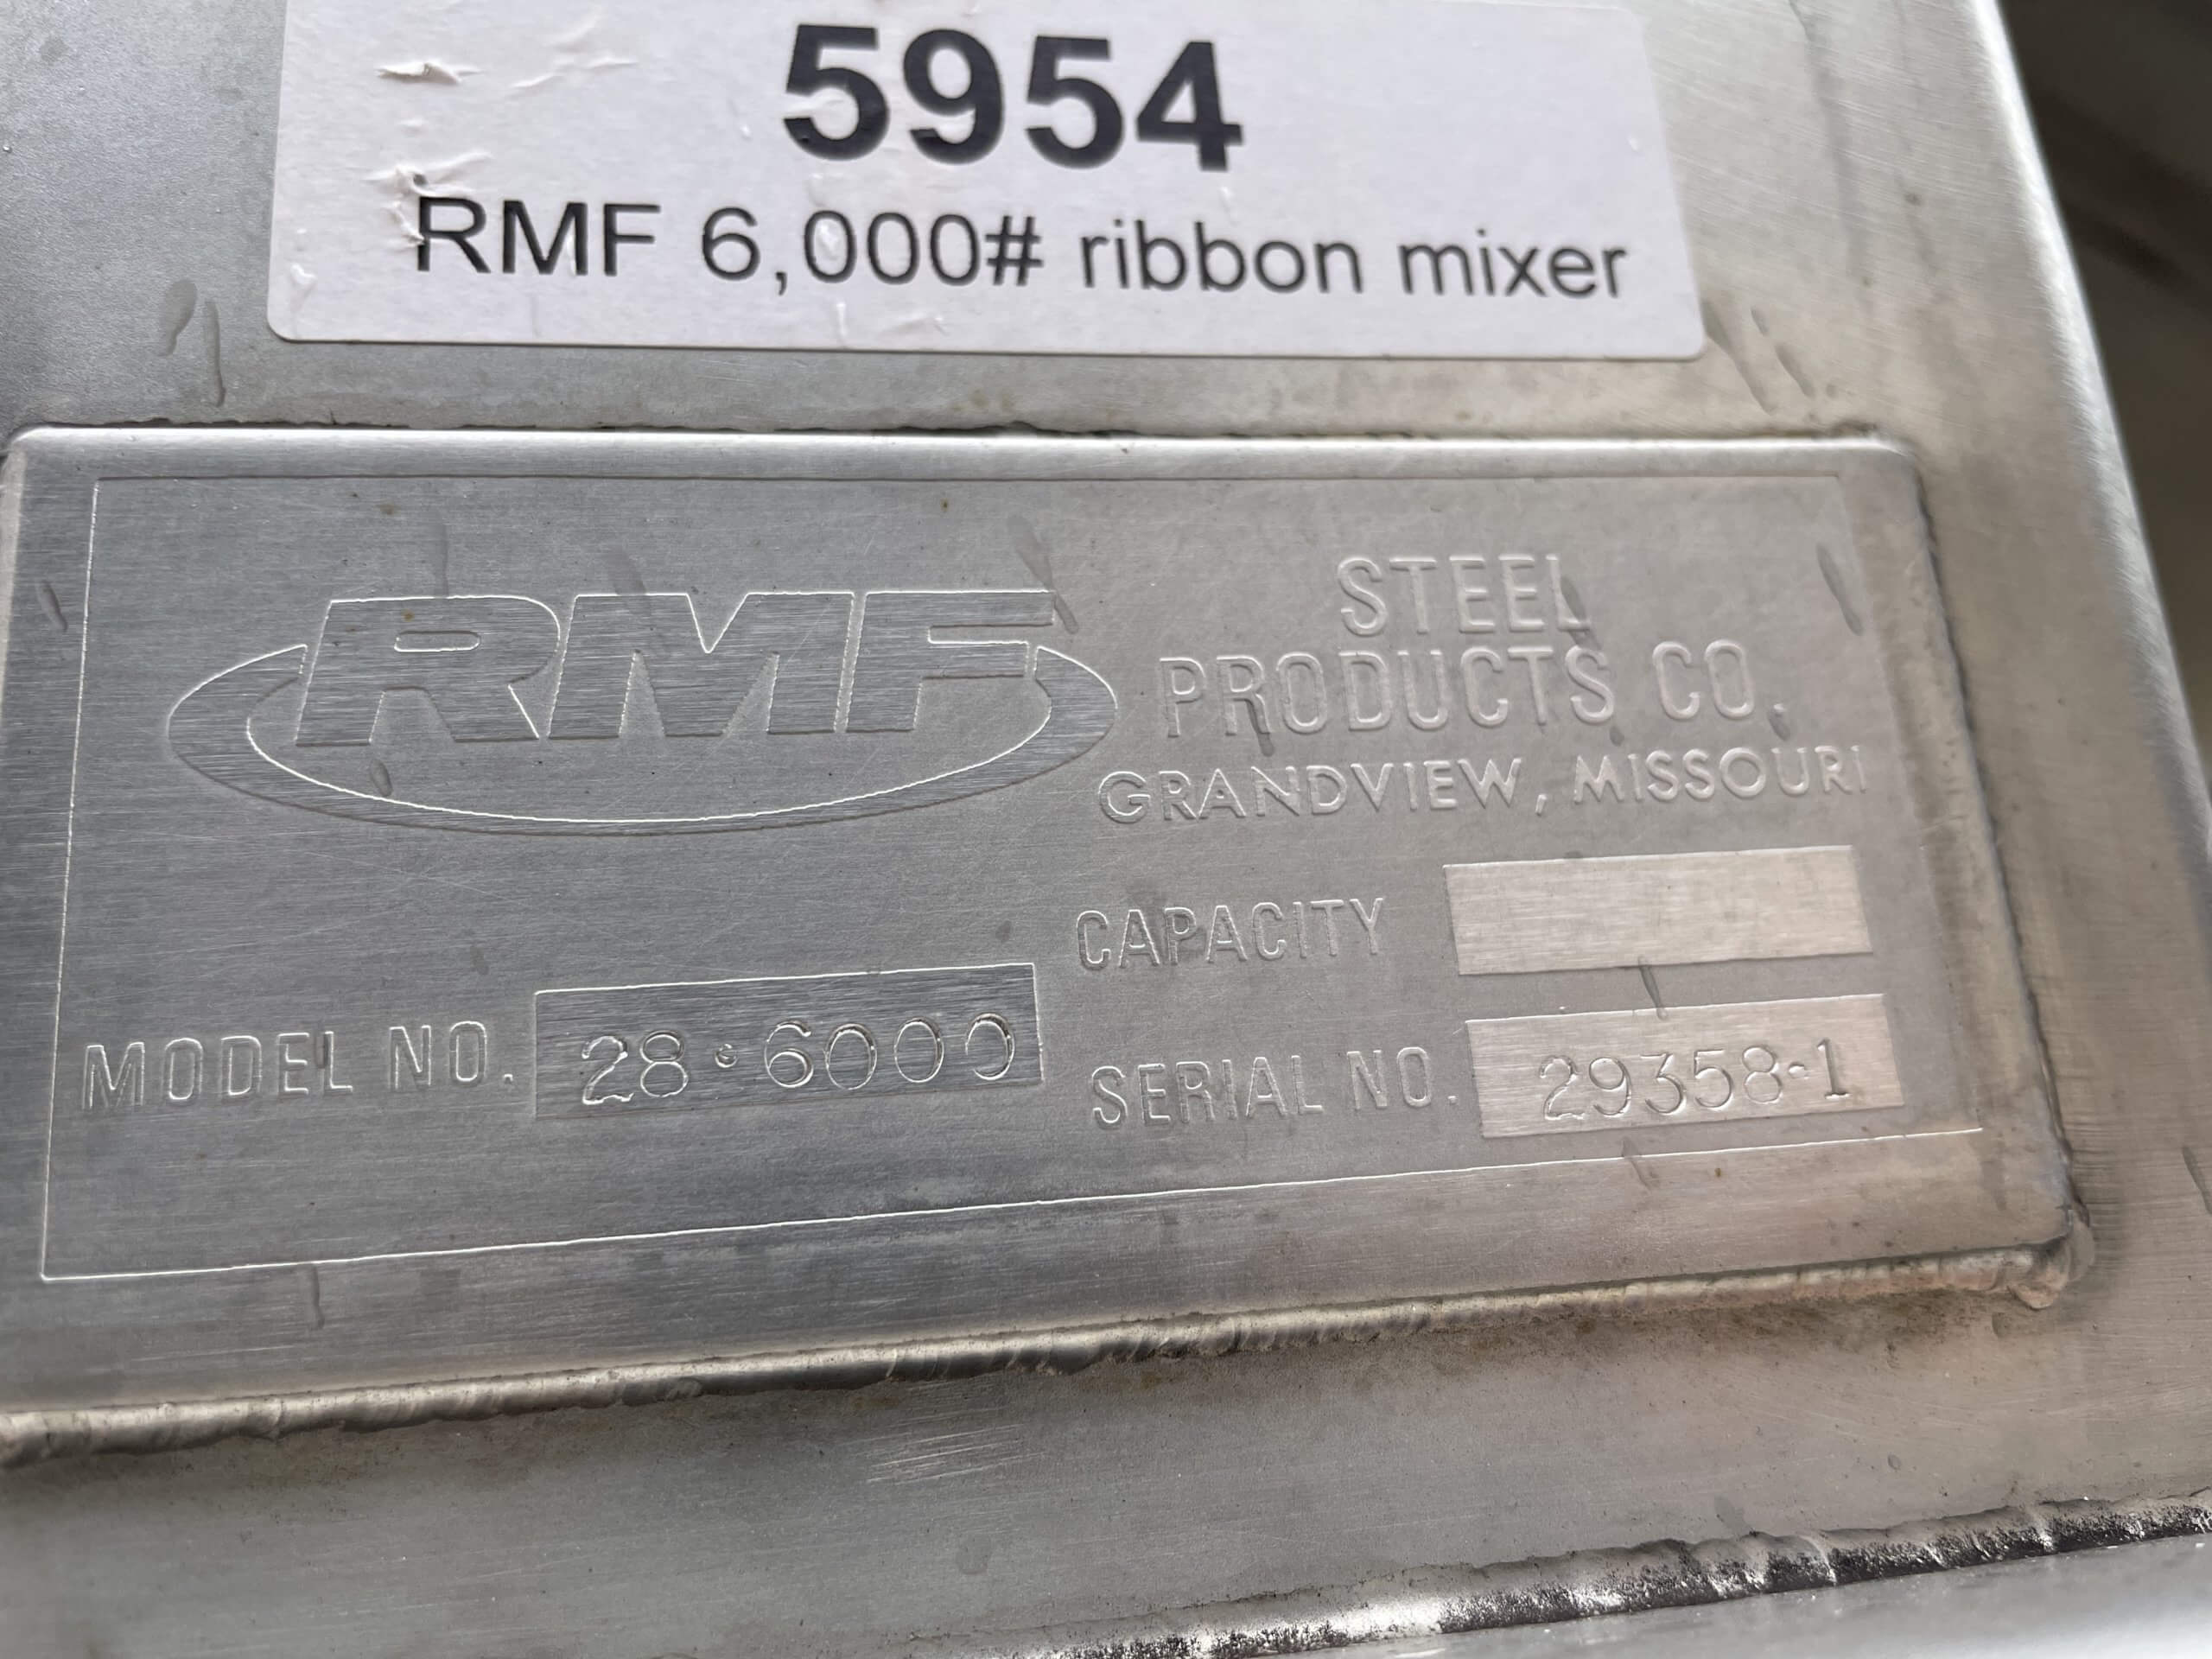 5954
RMF 6,000# ribbon mixer
RMF
STEEL
PRODUCTS CO.
GRANDVIEW, MISSOURI
CAPACITY
MODEL NO. 28·6000
SERIAL NO. 29358-1